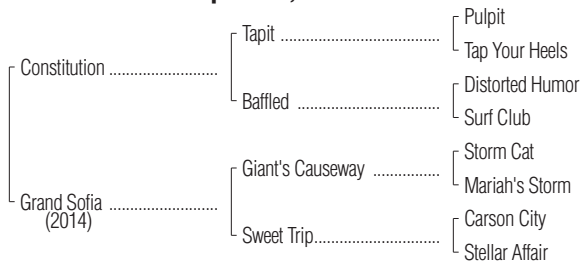 Pulpit
Tapit ................................
Tap Your Heels
Constitution ..........................
Distorted Humor
Baffled ................................
Surf Club
Storm Cat
Giant's Causeway ................
Mariah's Storm
Grand Sofia ..........................
(2014)
Carson City
Sweet Trip.............................
Stellar Affair